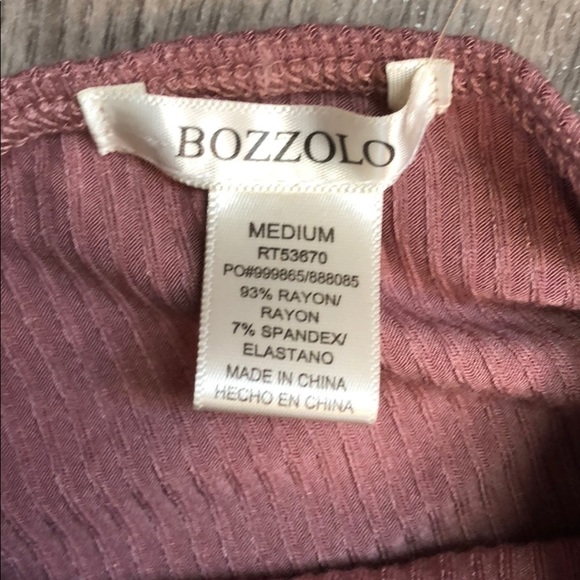 BOZZOLO
MEDIUM
RT53670
PO#999865/888085
93% RAYON/
RAYON
7% SPANDEX/
ELASTANO
MADE IN CHINA
HECHO EN CHINA